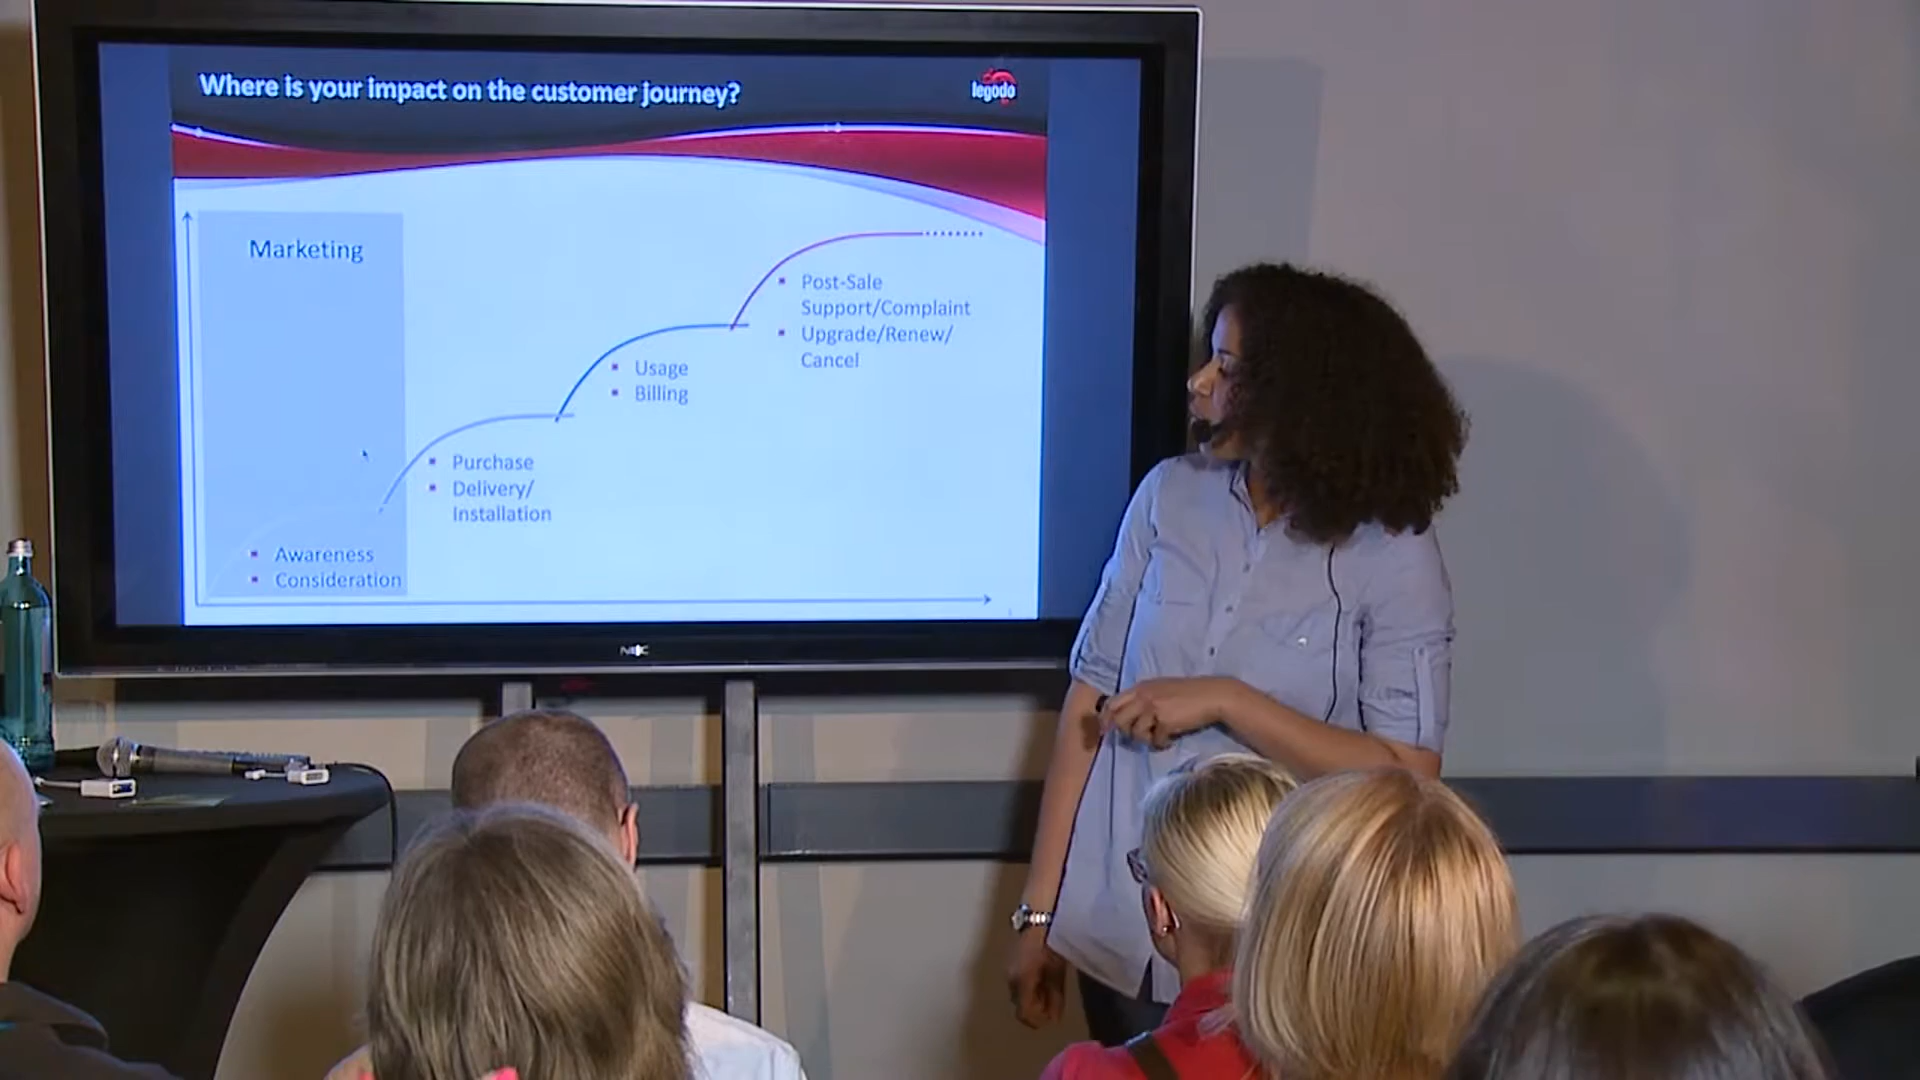 Where is your impact on the customer journey?
legodo
Marketing
Post-Sale
Support/Complaint
Upgrade/Renew/
Cancel
Usage
Billing
Purchase
Delivery/
Installation
Awareness
Consideration
NEC